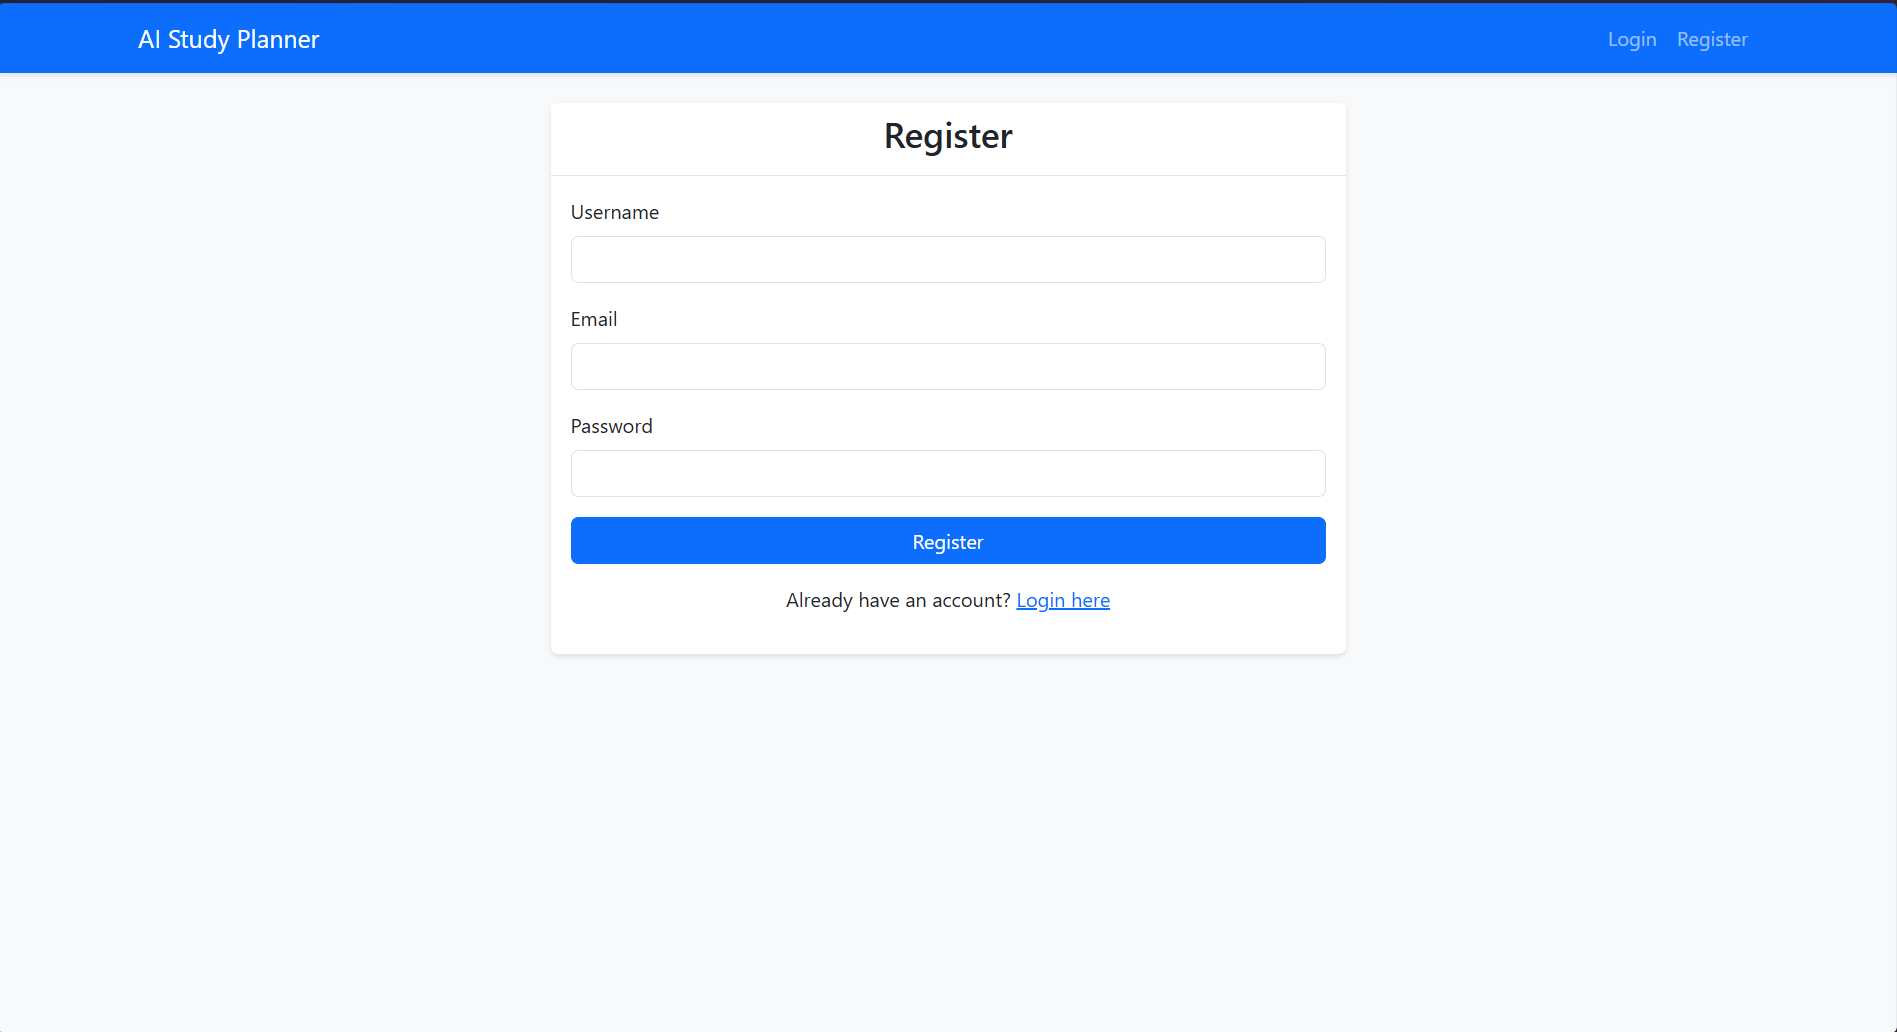 AI Study Planner
Login Register
Register
Username
Email
Password
Register
Already have an account? Login here